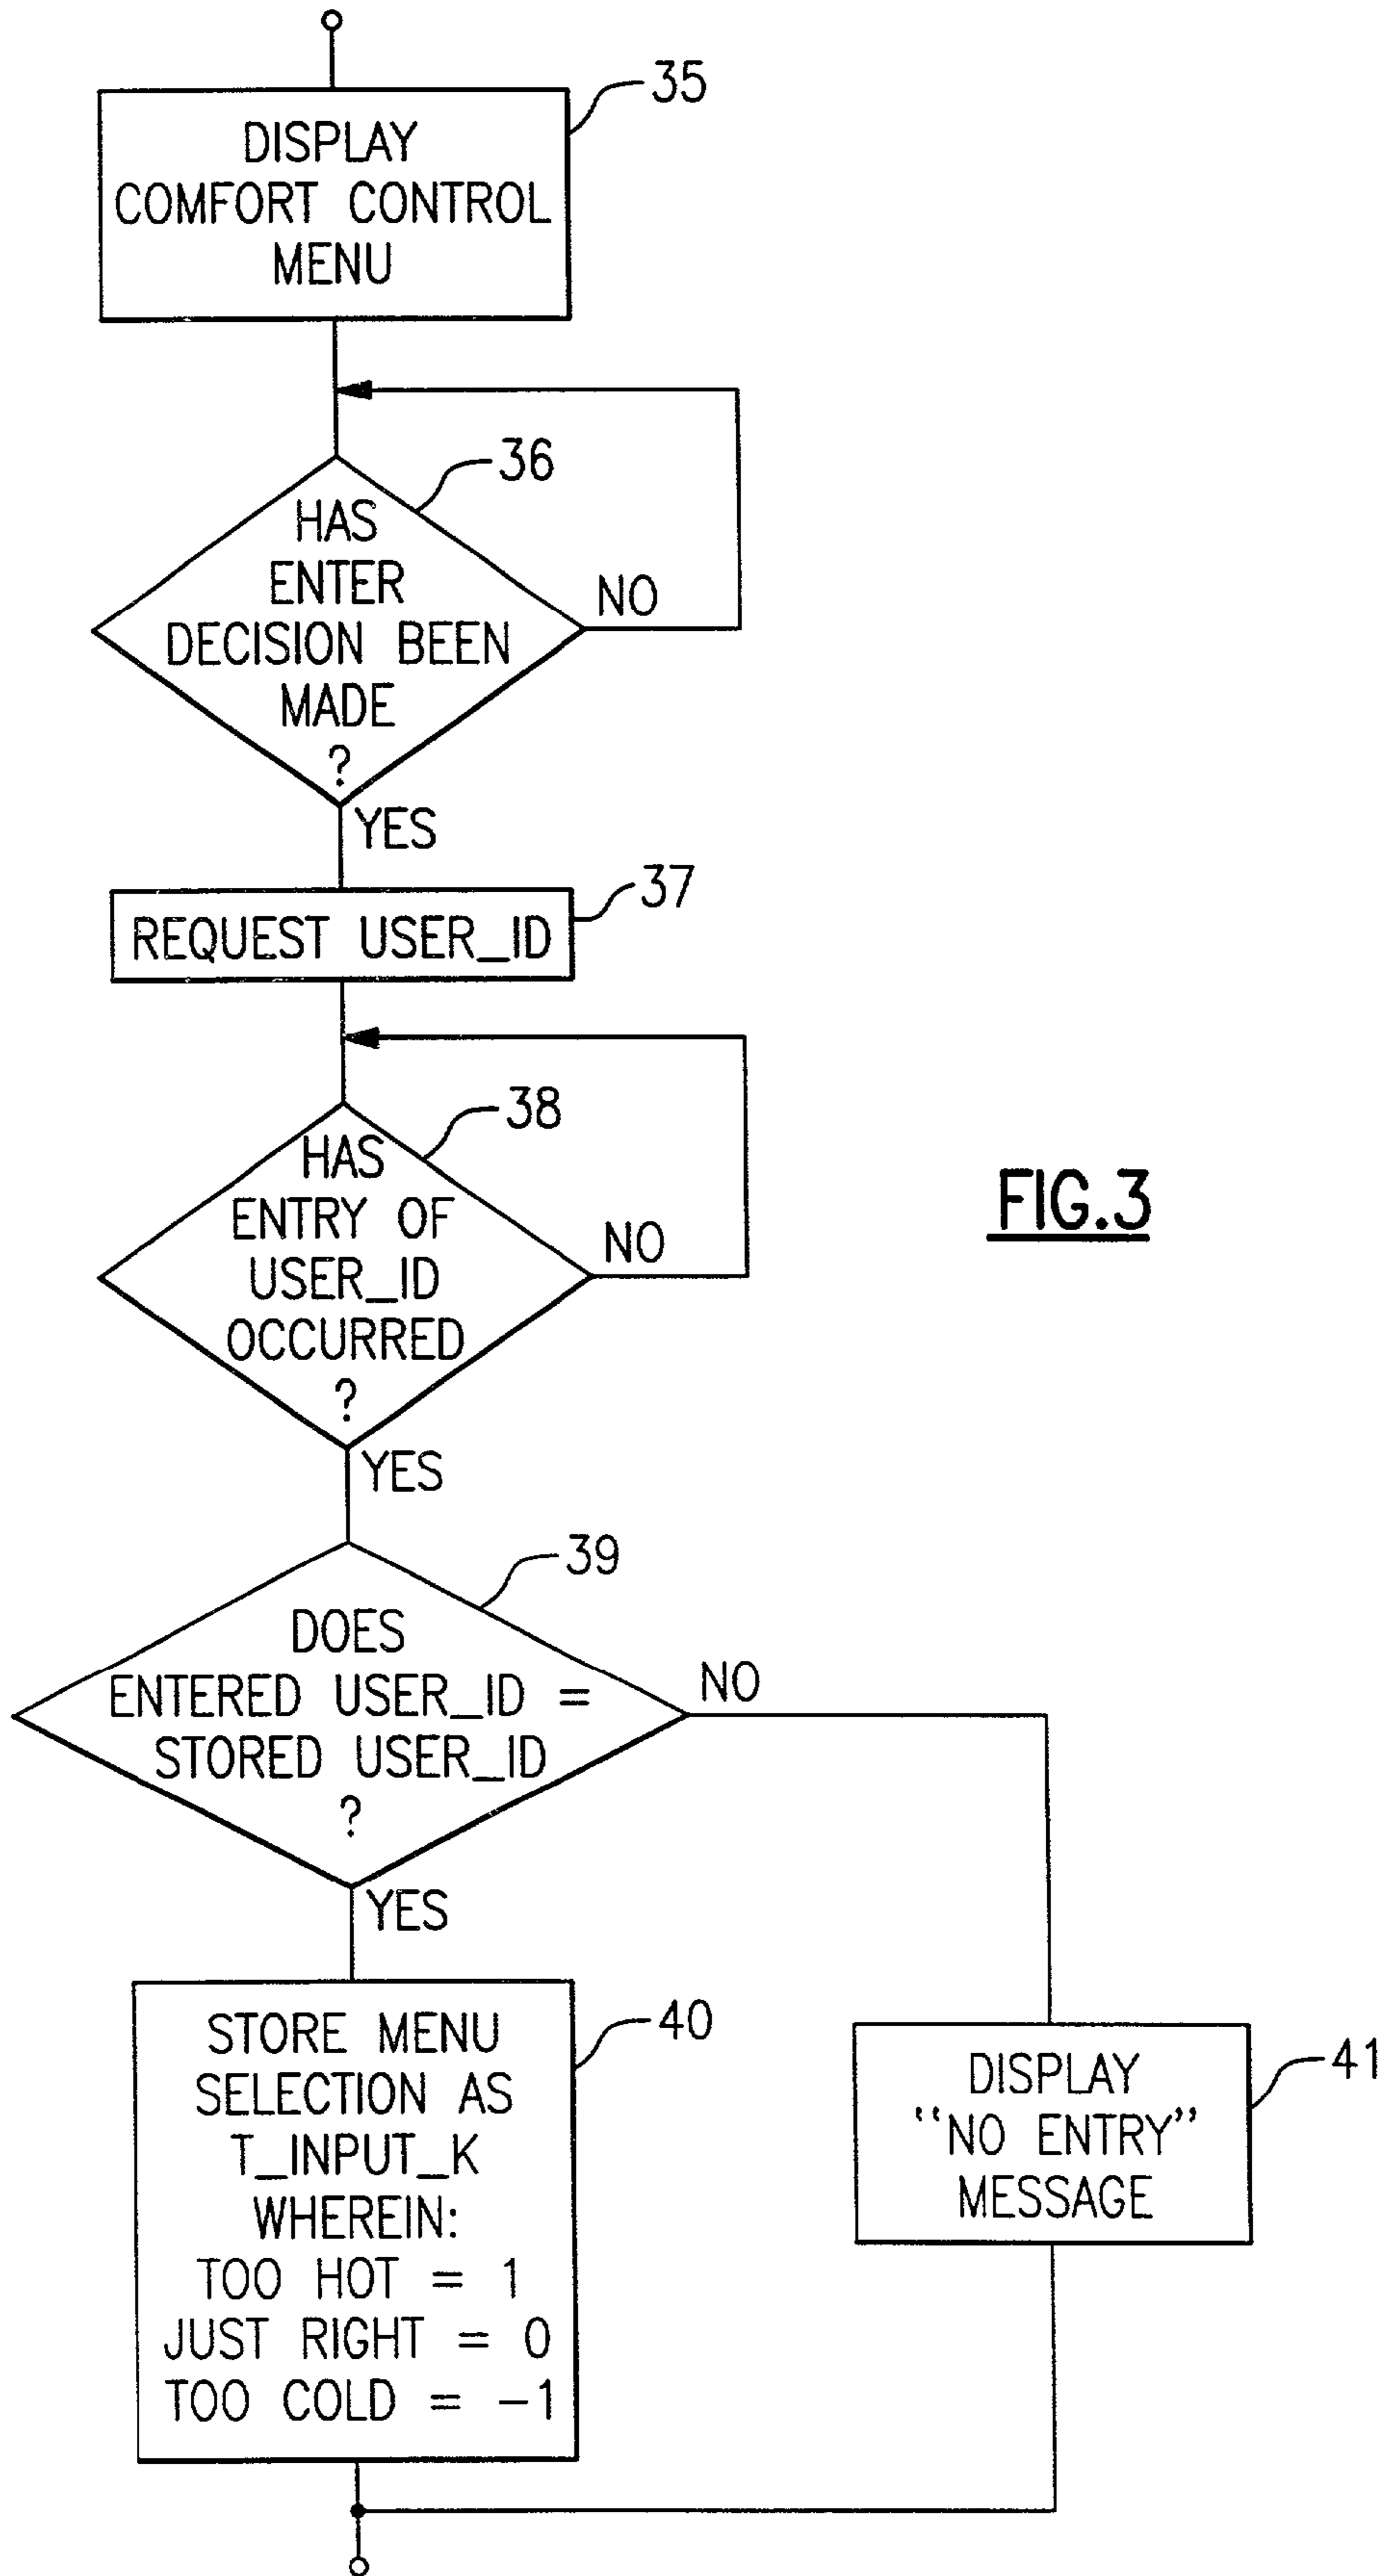 35
DISPLAY
COMFORT CONTROL
MENU
36
HAS
ENTER
DECISION BEEN
MADE
?
NO
YES
37
REQUEST USER_ID
38
HAS
ENTRY OF
USER_ID
OCCURRED
?
NO
YES
FIG.3
39
DOES
ENTERED USER_ID =
STORED USER_ID
?
NO
YES
40
STORE MENU
SELECTION AS
T_INPUT_K
WHEREIN:
TOO HOT = 1
JUST RIGHT = 0
TOO COLD = -1
41
DISPLAY
“NO ENTRY”
MESSAGE